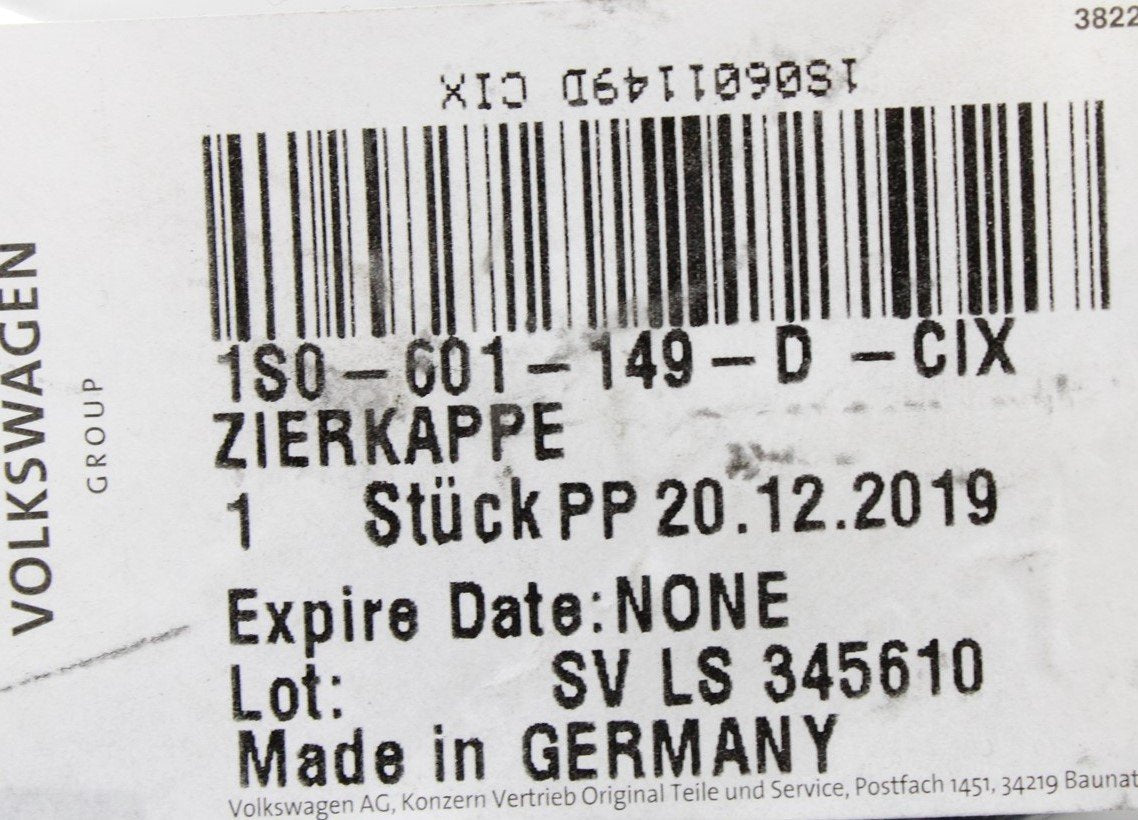 3822
1S0601149D CIX
1S0-601-149-D -CIX
ZIERKAPPE
1 Stück PP 20.12.2019
Expire Date:NONE
Lot: SV LS 345610
Made in GERMANY
Volkswagen AG, Konzern Vertrieb Original Teile und Service, Postfach 1451, 34219 Baunat
VOLKSWAGEN
GROUP